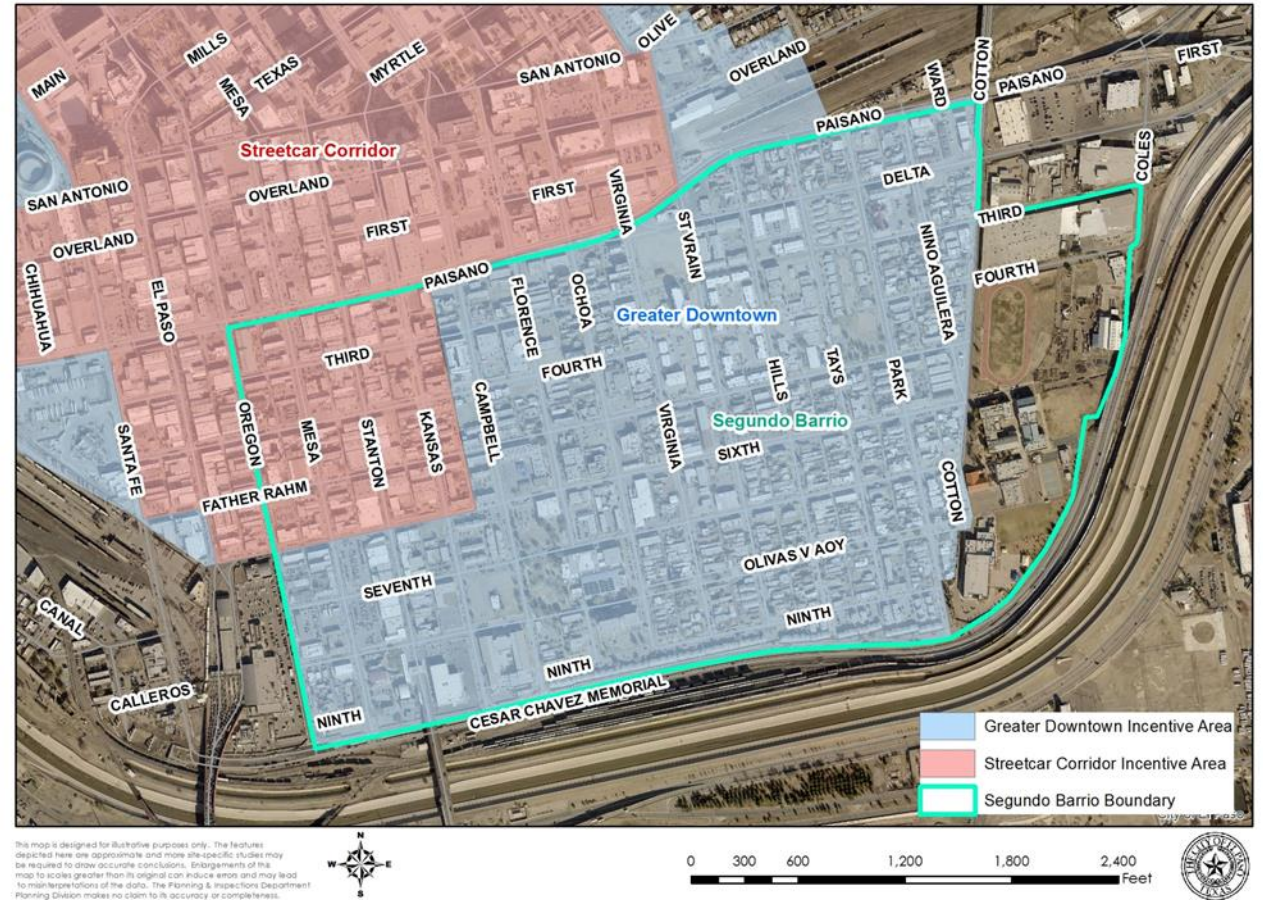 OLIVE
MILLS
OVERLAND
MAIN
MESA
TEXAS
MYRTLE
SAN ANTONIO
WARD
COTTON
PAISANO
FIRST
PAISANO
COLES
Streetcar Corridor
DELTA
SAN ANTONIO
OVERLAND
FIRST
VIRGINIA
THIRD
FIRST
ST VRAIN
NINO AGUILERA
OVERLAND
PAISANO
FOURTH
CHIHUAHUA
EL PASO
FLORENCE
OCHOA
Greater Downtown
THIRD
FOURTH
HILLS
TAYS
PARK
OREGON
MESA
STANTON
KANSAS
CAMPBELL
VIRGINIA
Segundo Barrio
SANTA FE
SIXTH
COTTON
FATHER RAHM
OLIVAS V AOY
SEVENTH
CANAL
NINTH
NINTH
CALLEROS
CESAR CHAVEZ MEMORIAL
NINTH
Greater Downtown Incentive Area
Streetcar Corridor Incentive Area
Segundo Barrio Boundary
This map is designed for illustrative purposes only. The features
depicted here are approximate and more site-specific studies may
be required to draw accurate conclusions. Enlargements of this
map to scales greater than its original can induce errors and may lead
to misinterpretations of the data. The Planning & Inspections Department
Planning Division makes no claim to its accuracy or completeness.
N
W E
S
0 300 600 1,200 1,800 2,400
Feet
THE CITY OF EL PASO
TEXAS